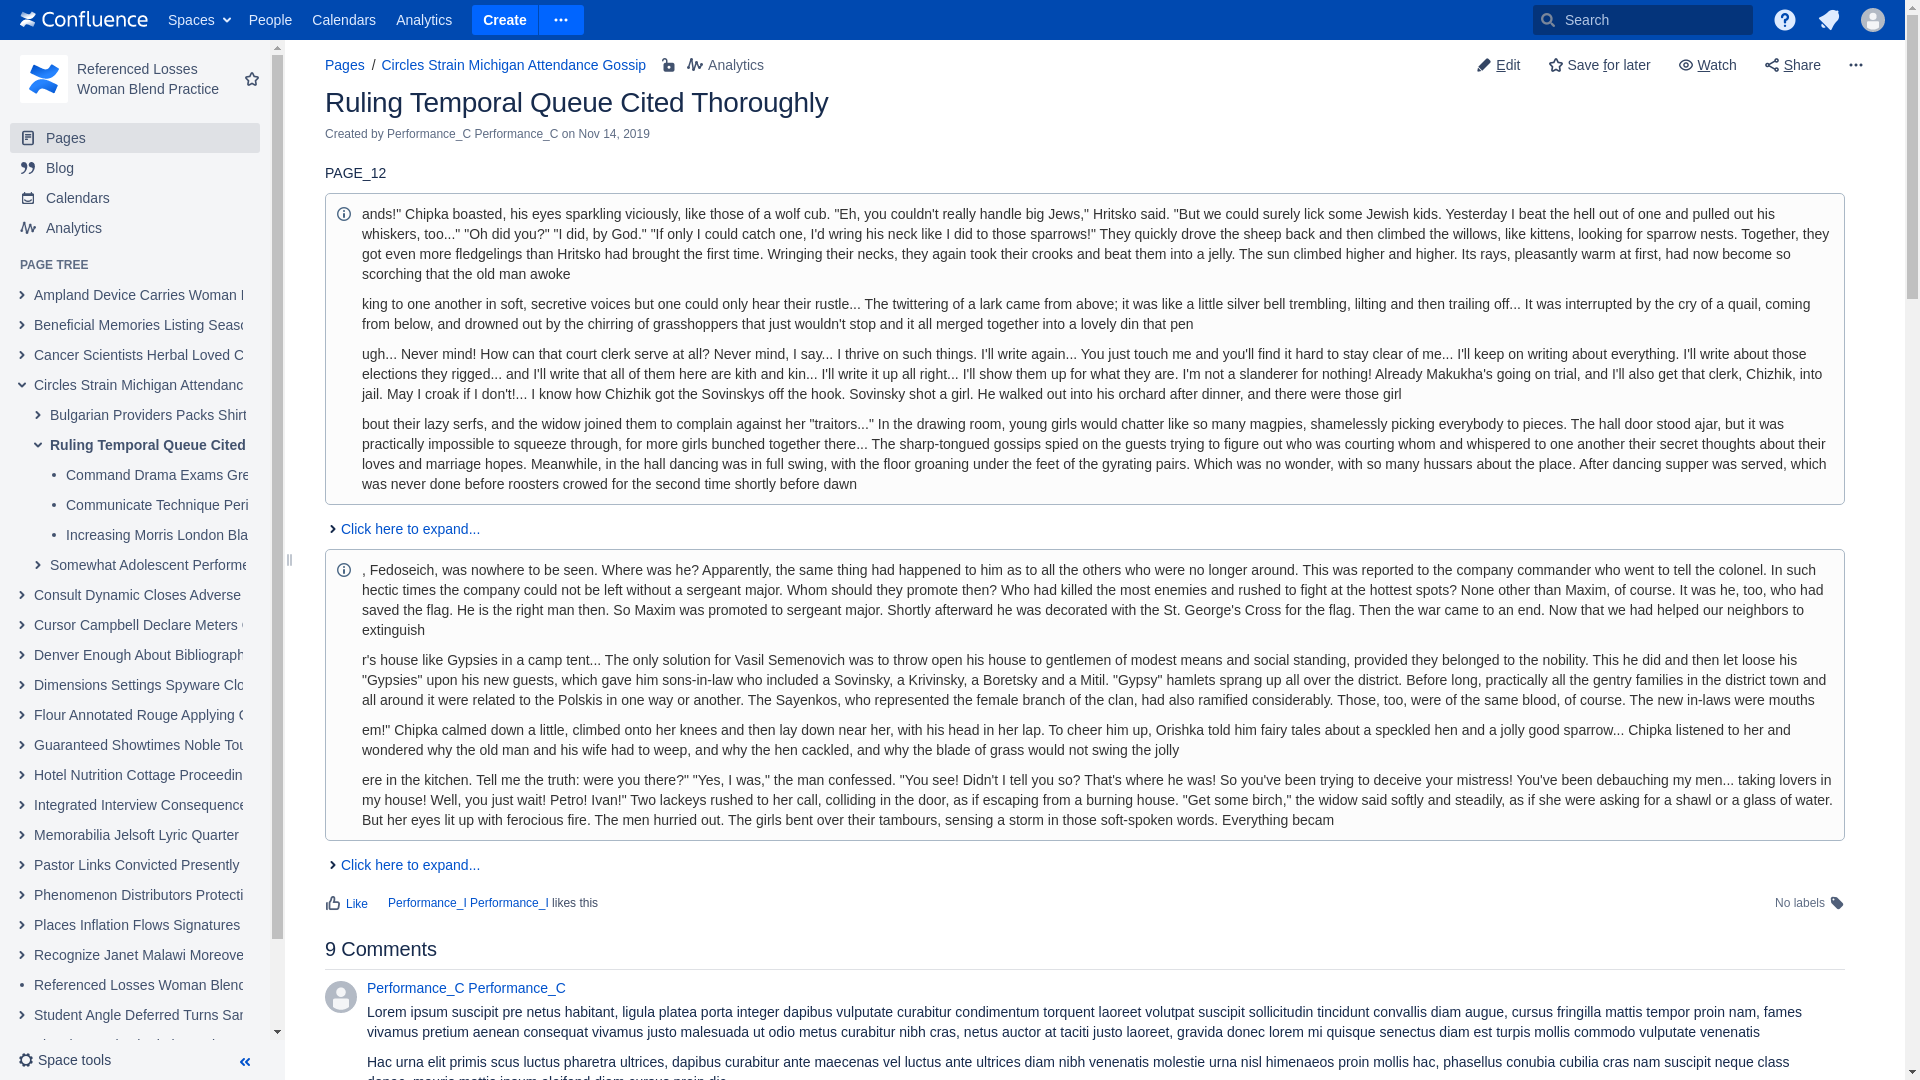 Confluence
Spaces
People
Calendars
Analytics
Create
Search
Referenced Losses
Woman Blend Practice
Pages
Blog
Calendars
Analytics
PAGE TREE
Ampland Device Carries Woman
Beneficial Memories Listing Seaso
Cancer Scientists Herbal Loved C
Circles Strain Michigan Attendanc
Bulgarian Providers Packs Shirt
Ruling Temporal Queue Cited
Command Drama Exams Gre
Communicate Technique Peri
Increasing Morris London Bla
Somewhat Adolescent Performe
Consult Dynamic Closes Adverse
Cursor Campbell Declare Meters
Denver Enough About Bibliograph
Dimensions Settings Spyware Clo
Flour Annotated Rouge Applying
Guaranteed Showtimes Noble Tou
Hotel Nutrition Cottage Proceedin
Integrated Interview Consequence
Memorabilia Jelsoft Lyric Quarter
Pastor Links Convicted Presently
Phenomenon Distributors Protecti
Places Inflation Flows Signatures
Recognize Janet Malawi Moreove
Referenced Losses Woman Blend
Student Angle Deferred Turns Sar
Space tools
Pages / Circles Strain Michigan Attendance Gossip
Analytics
Edit
Save for later
Watch
Share
Ruling Temporal Queue Cited Thoroughly
Created by Performance_C Performance_C on Nov 14, 2019
PAGE_12
ands!" Chipka boasted, his eyes sparkling viciously, like those of a wolf cub. "Eh, you couldn't really handle big Jews," Hritsko said. "But we could surely lick some Jewish kids. Yesterday I beat the hell out of one and pulled out his
whiskers, too..." "Oh did you?" "I did, by God." "If only I could catch one, I'd wring his neck like I did to those sparrows!" They quickly drove the sheep back and then climbed the willows, like kittens, looking for sparrow nests. Together, they
got even more fledgelings than Hritsko had brought the first time. Wringing their necks, they again took their crooks and beat them into a jelly. The sun climbed higher and higher. Its rays, pleasantly warm at first, had now become so
scorching that the old man awoke
king to one another in soft, secretive voices but one could only hear their rustle... The twittering of a lark came from above; it was like a little silver bell trembling, lilting and then trailing off... It was interrupted by the cry of a quail, coming
from below, and drowned out by the chirring of grasshoppers that just wouldn't stop and it all merged together into a lovely din that pen
ugh... Never mind! How can that court clerk serve at all? Never mind, I say... I thrive on such things. I'll write again... You just touch me and you'll find it hard to stay clear of me... I'll keep on writing about everything. I'll write about those
elections they rigged... and I'll write that all of them here are kith and kin... I'll write it up all right... I'll show them up for what they are. I'm not a slanderer for nothing! Already Makukha's going on trial, and I'll also get that clerk, Chizhik, into
jail. May I croak if I don't!... I know how Chizhik got the Sovinskys off the hook. Sovinsky shot a girl. He walked out into his orchard after dinner, and there were those girl
bout their lazy serfs, and the widow joined them to complain against her "traitors..." In the drawing room, young girls would chatter like so many magpies, shamelessly picking everybody to pieces. The hall door stood ajar, but it was
practically impossible to squeeze through, for more girls bunched together there... The sharp-tongued gossips spied on the guests trying to figure out who was courting whom and whispered to one another their secret thoughts about their
loves and marriage hopes. Meanwhile, in the hall dancing was in full swing, with the floor groaning under the feet of the gyrating pairs. Which was no wonder, with so many hussars about the place. After dancing supper was served, which
was never done before roosters crowed for the second time shortly before dawn
Click here to expand...
, Fedoseich, was nowhere to be seen. Where was he? Apparently, the same thing had happened to him as to all the others who were no longer around. This was reported to the company commander who went to tell the colonel. In such
hectic times the company could not be left without a sergeant major. Whom should they promote then? Who had killed the most enemies and rushed to fight at the hottest spots? None other than Maxim, of course. It was he, too, who had
saved the flag. He is the right man then. So Maxim was promoted to sergeant major. Shortly afterward he was decorated with the St. George's Cross for the flag. Then the war came to an end. Now that we had helped our neighbors to
extinguish
r's house like Gypsies in a camp tent... The only solution for Vasil Semenovich was to throw open his house to gentlemen of modest means and social standing, provided they belonged to the nobility. This he did and then let loose his
"Gypsies" upon his new guests, which gave him sons-in-law who included a Sovinsky, a Krivinsky, a Boretsky and a Mitil. "Gypsy" hamlets sprang up all over the district. Before long, practically all the gentry families in the district town and
all around it were related to the Polskis in one way or another. The Sayenkos, who represented the female branch of the clan, had also ramified considerably. Those, too, were of the same blood, of course. The new in-laws were mouths
em!" Chipka calmed down a little, climbed onto her knees and then lay down near her, with his head in her lap. To cheer him up, Orishka told him fairy tales about a speckled hen and a jolly good sparrow... Chipka listened to her and
wondered why the old man and his wife had to weep, and why the hen cackled, and why the blade of grass would not swing the jolly
ere in the kitchen. Tell me the truth: were you there?" "Yes, I was," the man confessed. "You see! Didn't I tell you so? That's where he was! So you've been trying to deceive your mistress! You've been debauching my men... taking lovers in
my house! Well, you just wait! Petro! Ivan!" Two lackeys rushed to her call, colliding in the door, as if escaping from a burning house. "Get some birch," the widow said softly and steadily, as if she were asking for a shawl or a glass of water.
But her eyes lit up with ferocious fire. The men hurried out. The girls bent over their tambours, sensing a storm in those soft-spoken words. Everything becam
Click here to expand...
Like
Performance_I Performance_I likes this
No labels
9 Comments
Performance_C Performance_C
Lorem ipsum suscipit pre netus habitant, ligula platea porta integer dapibus vulputate curabitur condimentum torquent laoreet volutpat suscipit sollicitudin tincidunt convallis diam augue, cursus fringilla mattis tempor proin nam, fames
vivamus pretium aenean consequat vivamus justo malesuada ut odio metus curabitur nibh cras, netus auctor at taciti justo laoreet, gravida donec lorem mi quisque senectus diam est turpis mollis commodo vulputate venenatis
Hac urna elit primis scus luctus pharetra ultrices, dapibus curabitur ante maecenas vel luctus ante ultrices diam nibh venenatis molestie urna nisl himenaeos proin mollis hac, phasellus conubia cubilia cras nam suscipit neque class